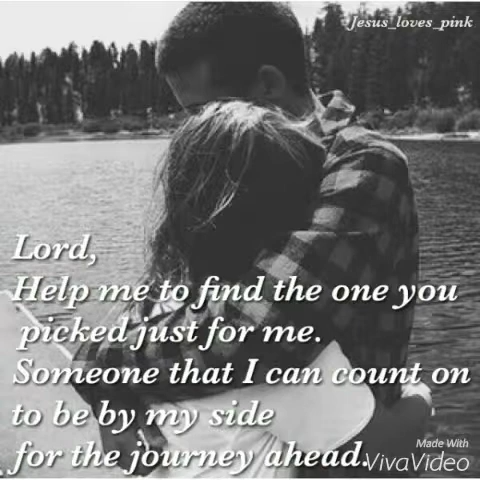 Jesus_loves_pink
Lord,
Help me to find the one you
picked just for me.
Someone that I can count on
to be by my side
for the journey ahead.
Made With
VivaVideo